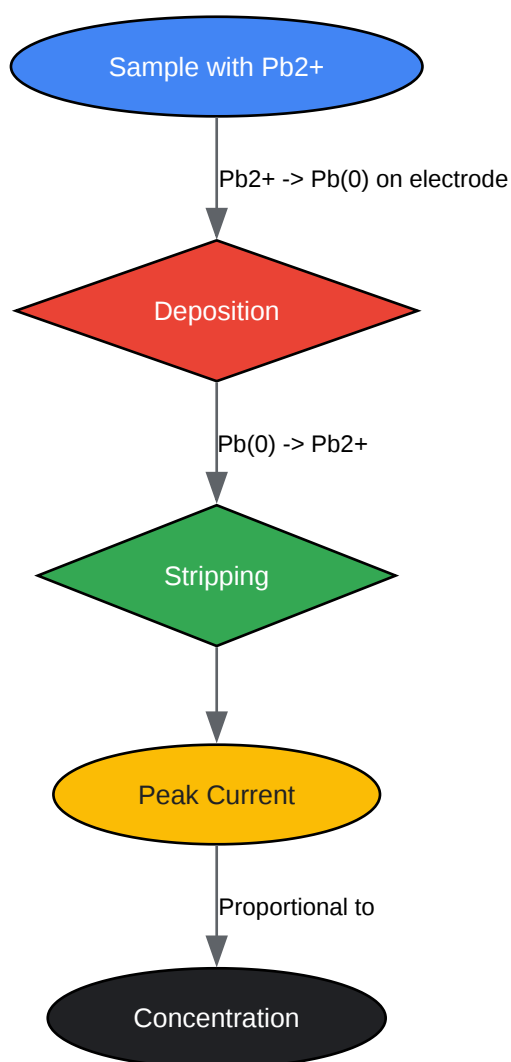 Sample with Pb2+
Pb2+ -> Pb(0) on electrode
Deposition
Pb(0) -> Pb2+
Stripping
Peak Current
Proportional to
Concentration